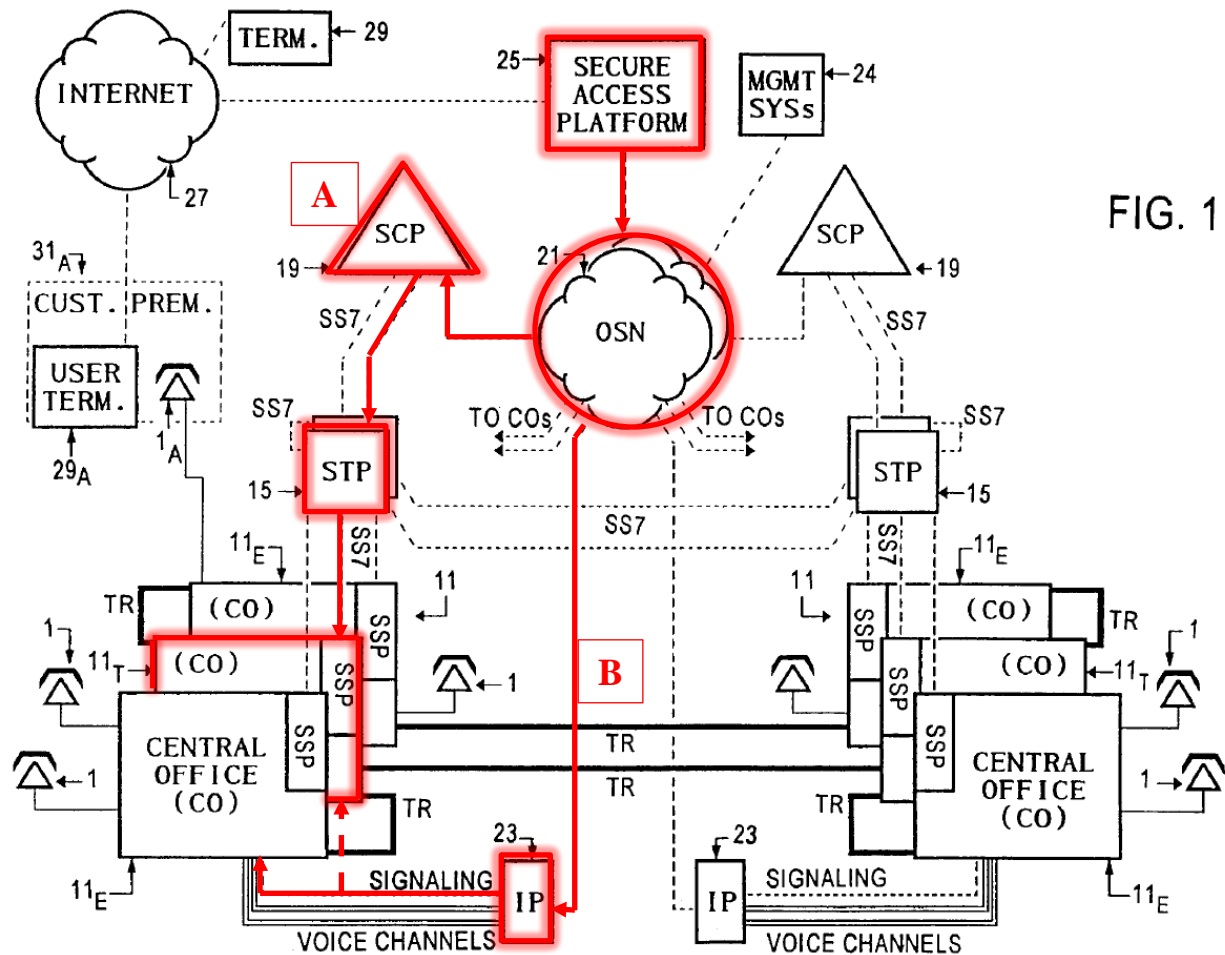 TERM.
29
INTERNET
27
25
SECURE
ACCESS
PLATFORM
MGMT
SYSs
24
FIG. 1
A
SCP
19
21
OSN
SCP
19
31A
CUST. PREM.
USER
TERM.
29A
1A
SS7
SS7
TO COs
TO COs
SS7
SS7
STP
15
STP
15
SS7
SS7
SS7
11E
(CO)
11
SSP
TR
1
11T
(CO)
SSP
1
CENTRAL
OFFICE
(CO)
SSP
1
TR
11E
B
TR
TR
11
11E
(CO)
SSP
TR
(CO)
SSP
11T
1
CENTRAL
OFFICE
(CO)
SSP
1
TR
11E
23
SIGNALING
IP
VOICE CHANNELS
23
SIGNALING
IP
VOICE CHANNELS